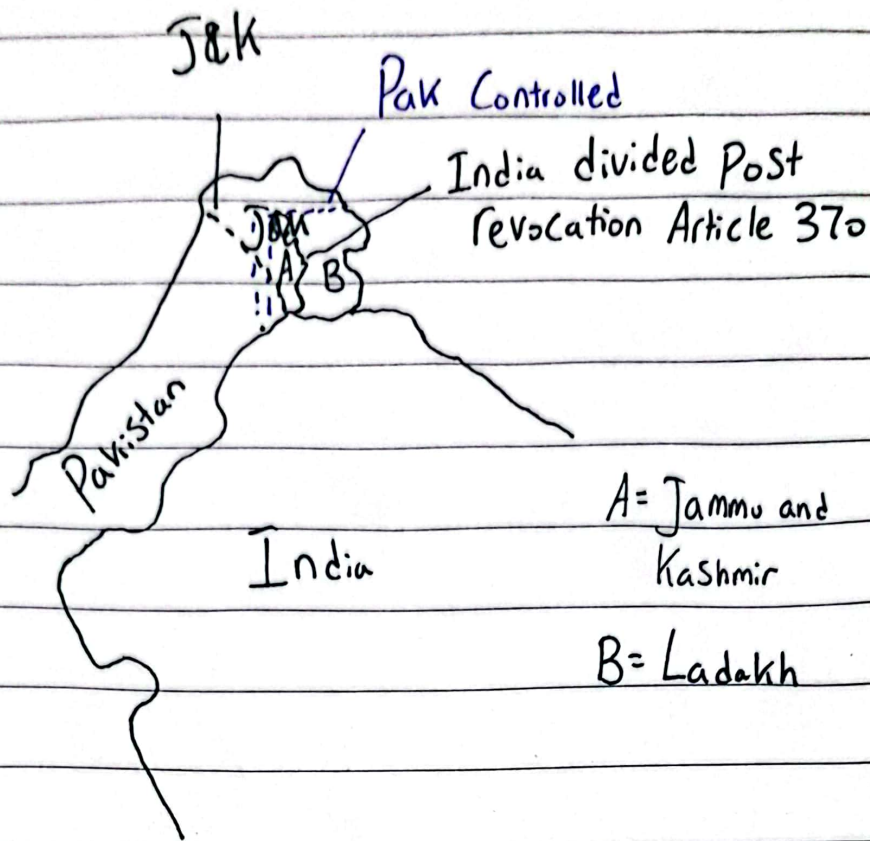 J&K
Pak Controlled
India divided Post
revocation Article 370
A
B
Pakistan
India
A= Jammu and
Kashmir
B= Ladakh